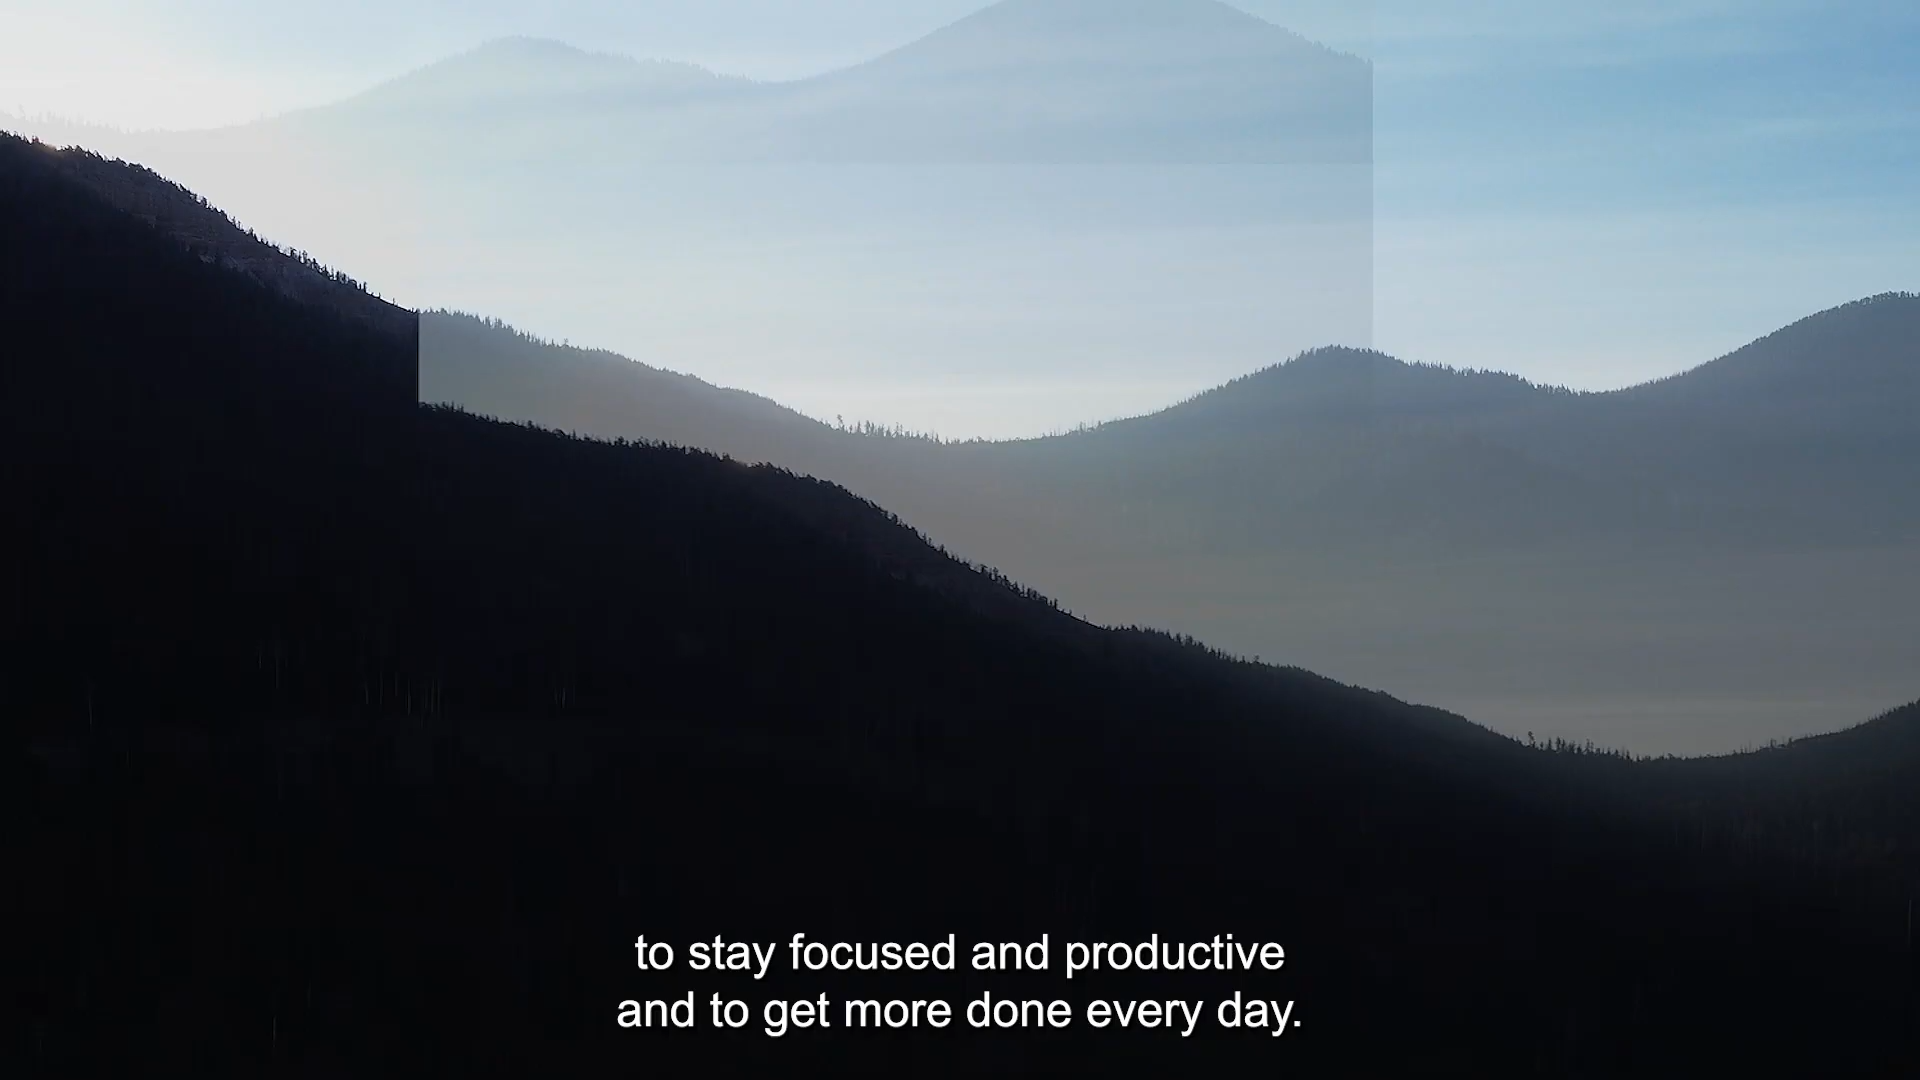 to stay focused and productive
and to get more done every day.